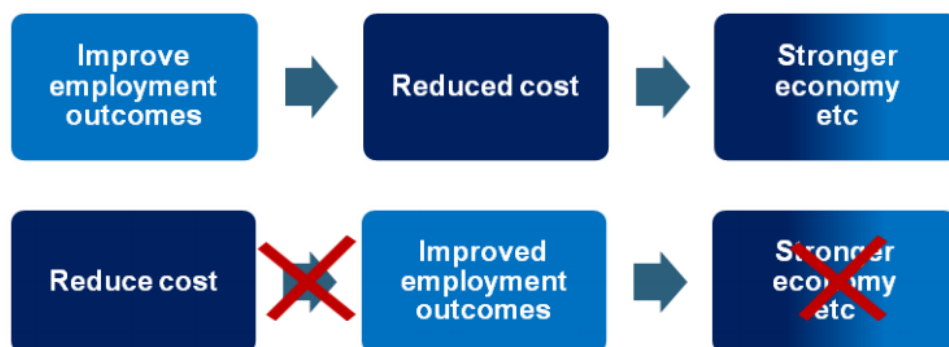 Improve
employment
outcomes
Reduced cost
Stronger
economy
etc
Reduce cost
Improved
employment
outcomes
Stronger
economy
etc